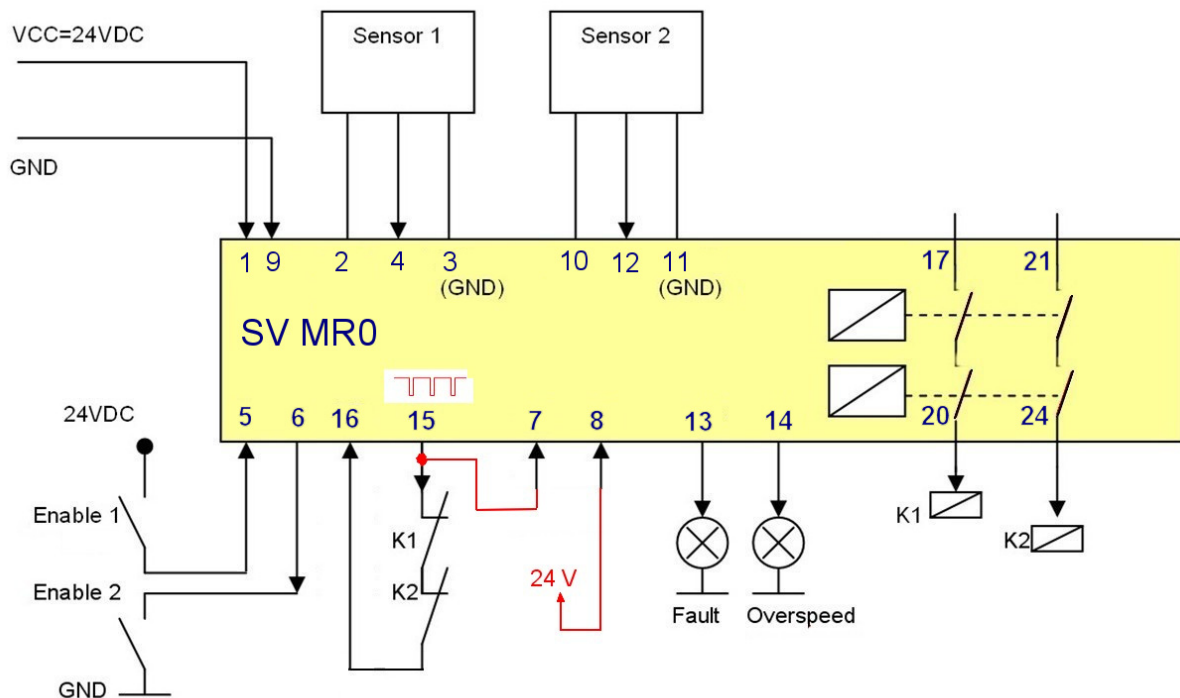 VCC=24VDC
GND
Sensor 1
Sensor 2
1 9 2 4 3 10 12 11 17 21
(GND) (GND)
SV MR0
5 6 16 15 7 8 13 14 20 24
24VDC
Enable 1
Enable 2
GND
K1
K2
24 V
Fault
Overspeed
K1
K2